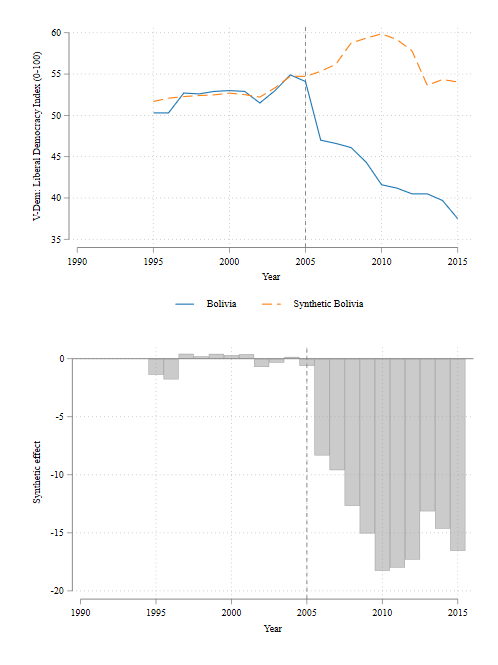 V-Dem: Liberal Democracy Index (0-100)
60
55
50
45
40
35
1990 1995 2000 2005 2010 2015
Year
Bolivia Synthetic Bolivia
Synthetic effect
0
-5
-10
-15
-20
1990 1995 2000 2005 2010 2015
Year